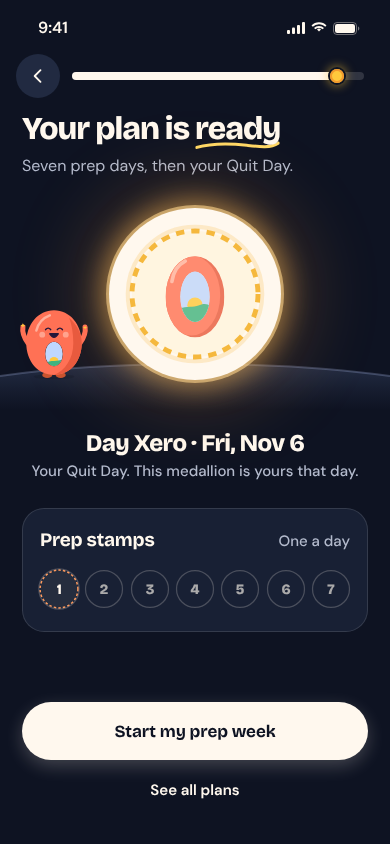 9:41
Your plan is ready
Seven prep days, then your Quit Day.
Day Xero · Fri, Nov 6
Your Quit Day. This medallion is yours that day.
Prep stamps
One a day
1 2 3 4 5 6 7
Start my prep week
See all plans